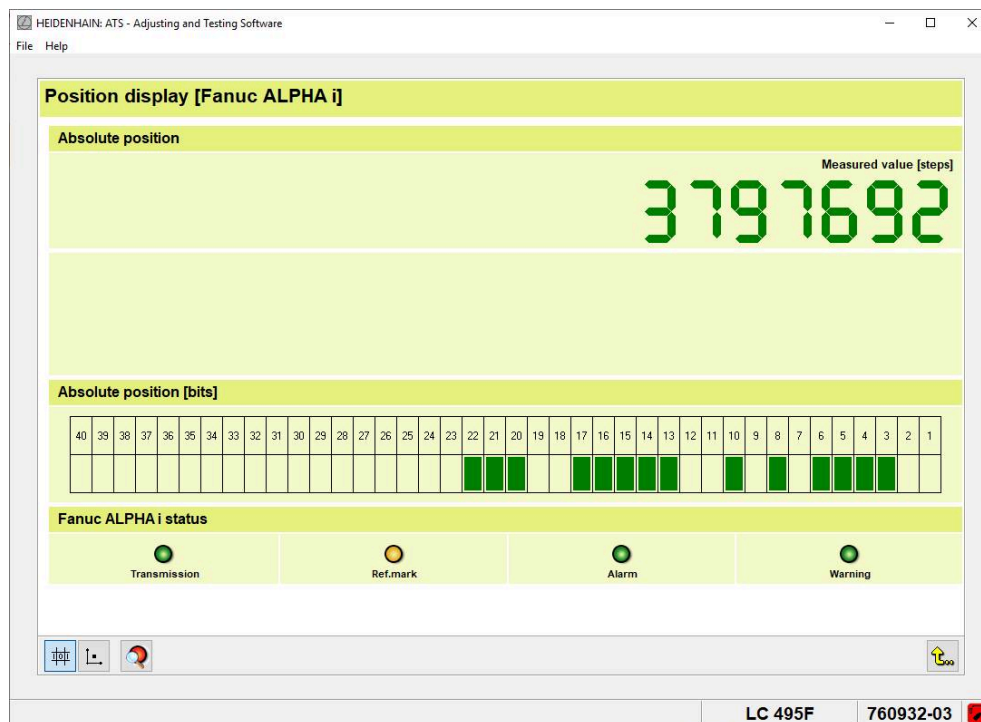 HEIDENHAIN: ATS - Adjusting and Testing Software
File Help
Position display [Fanuc ALPHA i]
Absolute position
Measured value [steps]
3797692
Absolute position [bits]
40 39 38 37 36 35 34 33 32 31 30 29 28 27 26 25 24 23 22 21 20 19 18 17 16 15 14 13 12 11 10 9 8 7 6 5 4 3 2 1
Fanuc ALPHA i status
Transmission Ref.mark Alarm Warning
LC 495F 760932-03